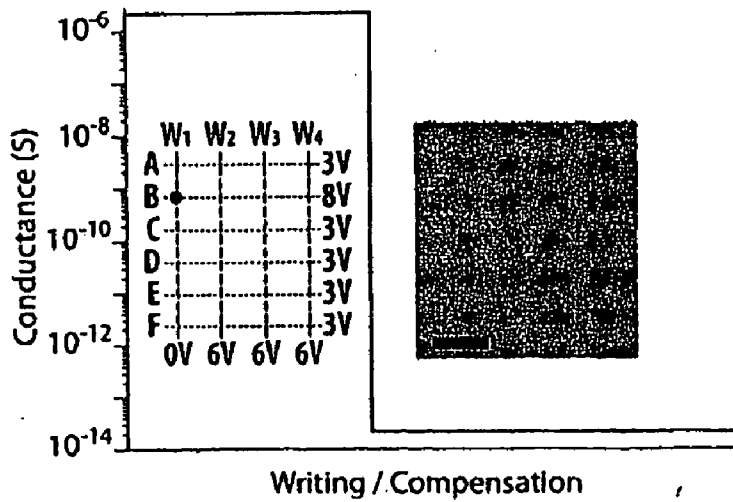 10⁻⁶
10⁻⁸
Conductance (S)
10⁻¹⁰
10⁻¹²
10⁻¹⁴
W₁ W₂ W₃ W₄
A 3V
B 8V
C 3V
D 3V
E 3V
F 3V
0V 6V 6V 6V
Writing / Compensation